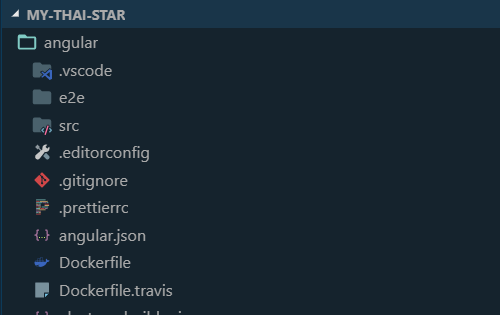 MY-THAI-STAR
angular
.vscode
e2e
src
.editorconfig
.gitignore
.prettierrc
angular.json
Dockerfile
Dockerfile.travis